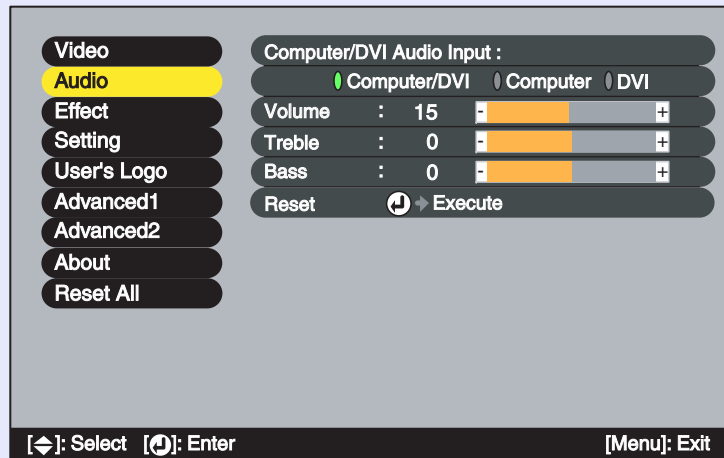 Video
Audio
Effect
Setting
User's Logo
Advanced1
Advanced2
About
Reset All
Computer/DVI Audio Input :
Computer/DVI Computer DVI
Volume : 15 - +
Treble : 0 - +
Bass : 0 - +
Reset Execute
[]: Select []: Enter [Menu]: Exit